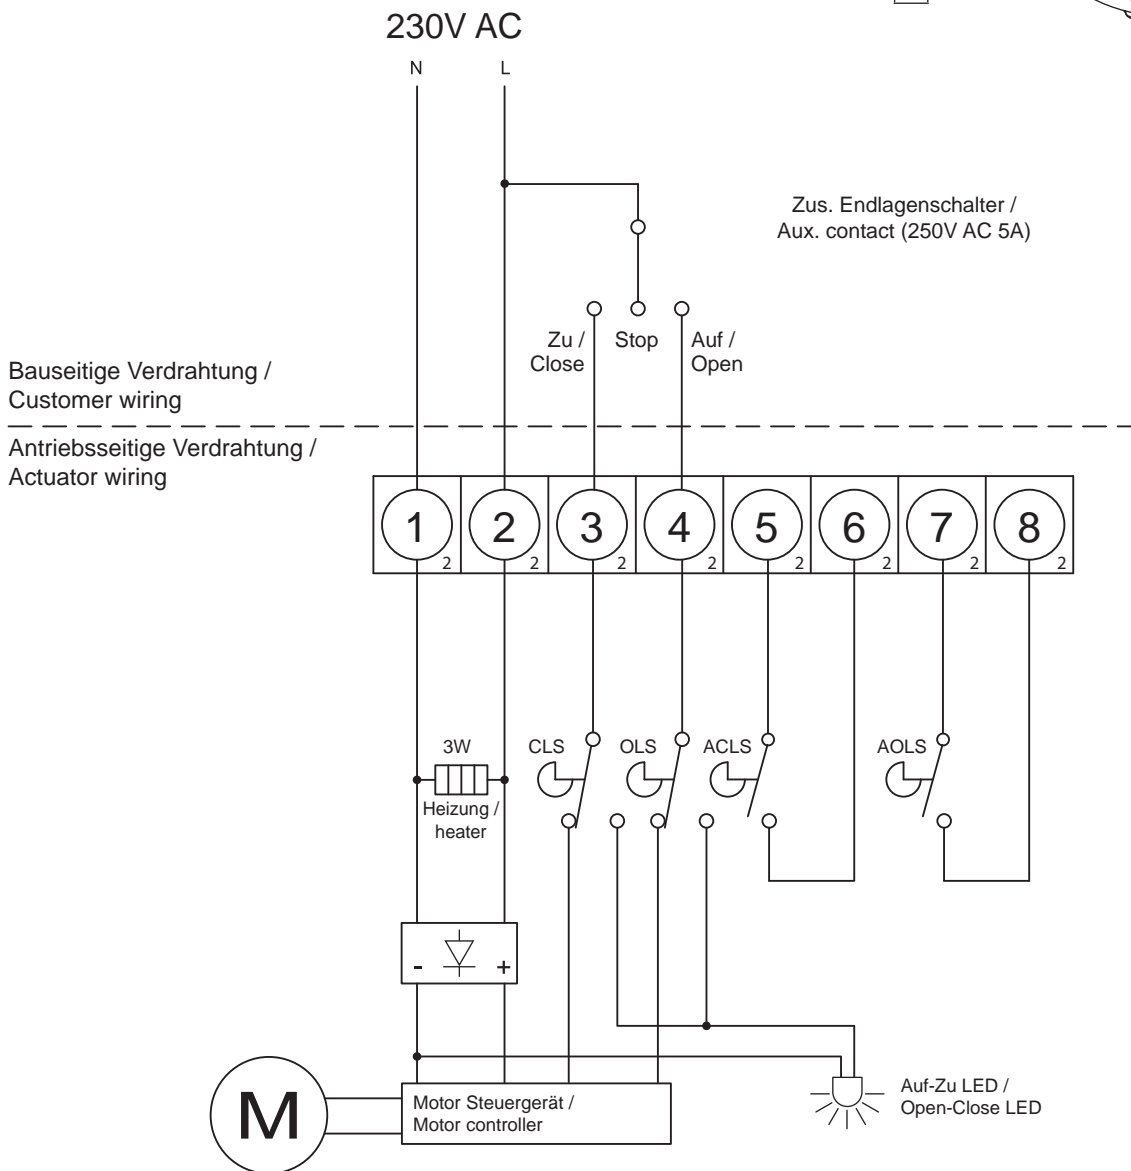 230V AC
N
L
Zus. Endlagenschalter /
Aux. contact (250V AC 5A)
Zu /
Close
Stop
Auf /
Open
Bauseitige Verdrahtung /
Customer wiring
Antriebsseitige Verdrahtung /
Actuator wiring
1 2 3 4 5 6 7 8
2 2 2 2 2 2 2 2
3W
CLS
OLS
ACLS
AOLS
Heizung /
heater
- +
M
Motor Steuergerät /
Motor controller
Auf-Zu LED /
Open-Close LED